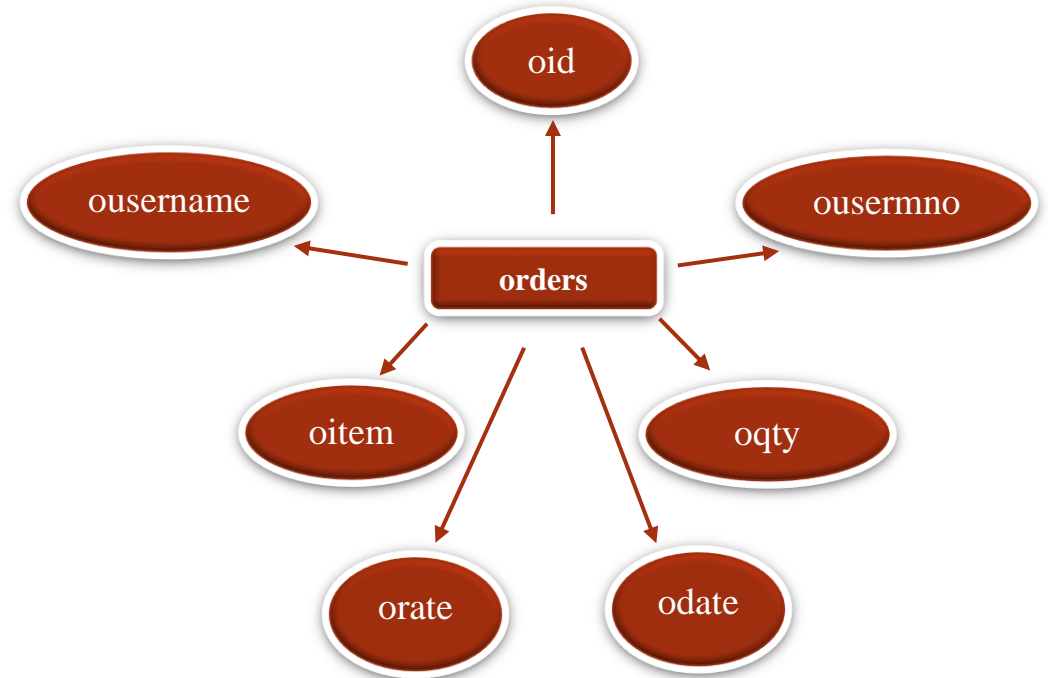 oid
ousername
ousermno
orders
oitem
oqty
orate
odate